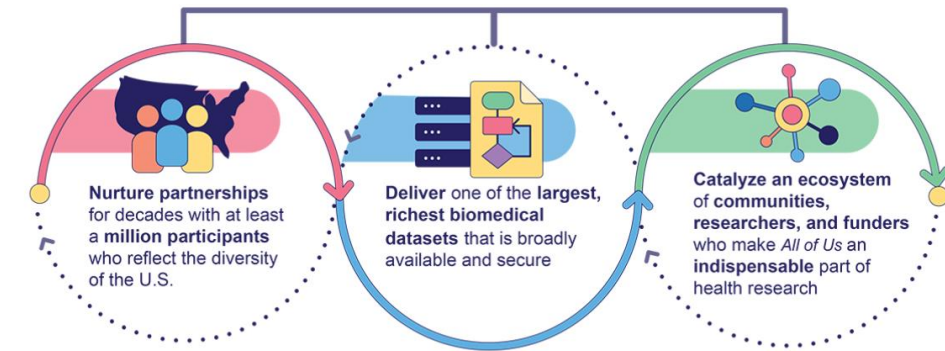 Nurture partnerships
for decades with at least
a million participants
who reflect the diversity
of the U.S.
Deliver one of the largest,
richest biomedical
datasets that is broadly
available and secure
Catalyze an ecosystem
of communities,
researchers, and funders
who make All of Us an
indispensable part of
health research